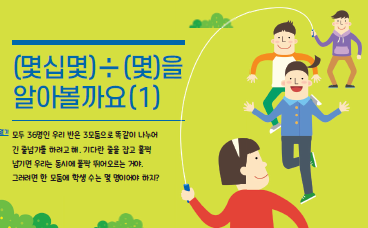 (몇십몇)÷(몇)을
알아볼까요(1)
모두 36명인 우리 반은 3모둠으로 똑같이 나누어
긴 줄넘기를 하려고 해. 기다란 줄을 잡고 훌쩍
넘기면 우리는 동시에 훌쩍 뛰어오르는 거야.
그러려면 한 모둠에 학생 수는 몇 명이어야 하지?